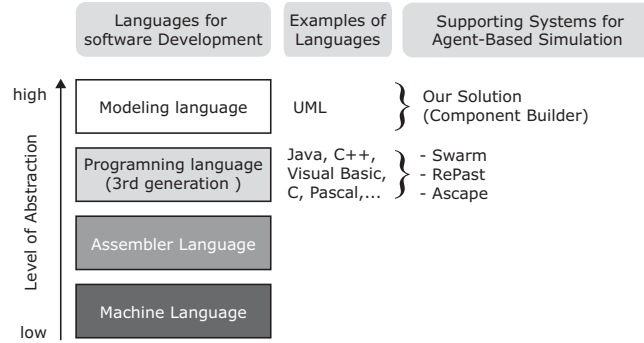 Languages for
software Development
Examples of
Languages
Supporting Systems for
Agent-Based Simulation
high
Level of Abstraction
low
Modeling language
UML
Our Solution
(Component Builder)
Programning language
(3rd generation )
Java, C++,
Visual Basic,
C, Pascal,...
- Swarm
- RePast
- Ascape
Assembler Language
Machine Language